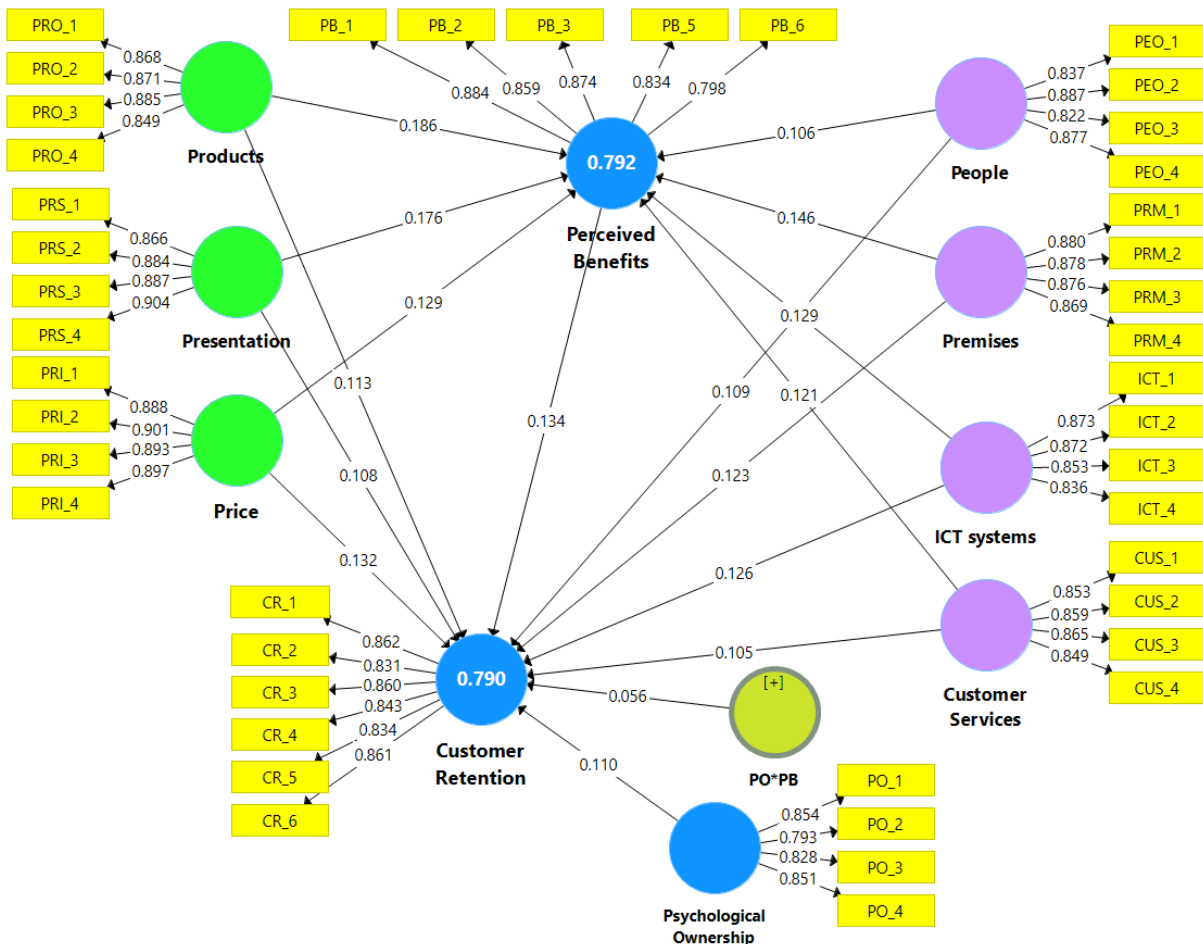 PRO_1
PRO_2
PRO_3
PRO_4
0.868
0.871
0.885
0.849
Products
PB_1
PB_2
PB_3
PB_5
PB_6
0.884
0.859
0.874
0.834
0.798
0.792
Perceived
Benefits
PEO_1
PEO_2
PEO_3
PEO_4
0.837
0.887
0.822
0.877
People
0.186
0.106
PRS_1
PRS_2
PRS_3
PRS_4
0.866
0.884
0.887
0.904
Presentation
0.176
0.146
PRM_1
PRM_2
PRM_3
PRM_4
0.880
0.878
0.876
0.869
Premises
0.129
0.129
PRI_1
PRI_2
PRI_3
PRI_4
0.888
0.901
0.893
0.897
Price
0.113
0.134
0.109
0.121
ICT_1
ICT_2
ICT_3
ICT_4
0.873
0.872
0.853
0.836
ICT systems
0.108
0.123
0.132
0.126
CR_1
CR_2
CR_3
CR_4
CR_5
CR_6
0.862
0.831
0.860
0.843
0.834
0.861
0.790
Customer
Retention
0.105
CUS_1
CUS_2
CUS_3
CUS_4
0.853
0.859
0.865
0.849
Customer
Services
0.056
[+]
PO*PB
0.110
PO_1
PO_2
PO_3
PO_4
0.854
0.793
0.828
0.851
Psychological
Ownership